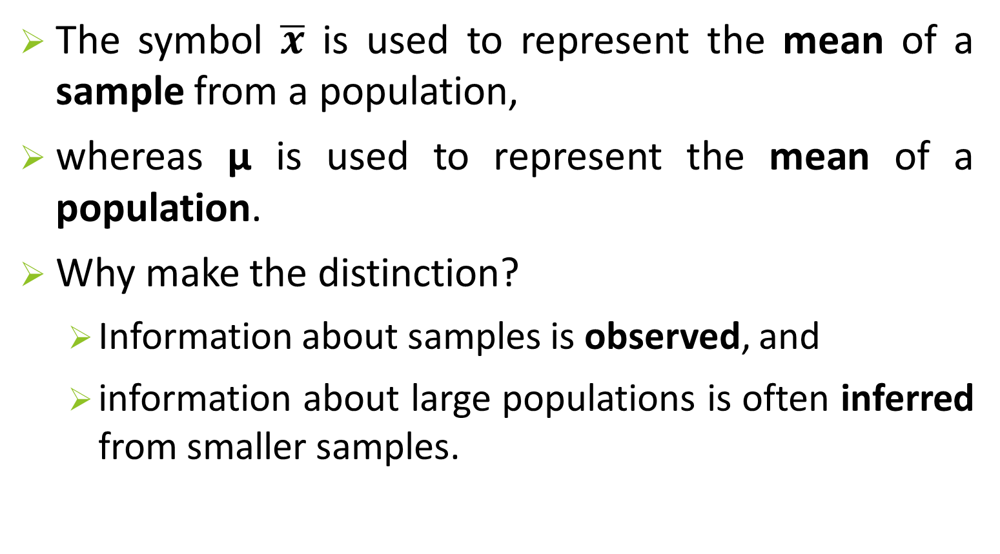 The symbol x̄ is used to represent the mean of a
sample from a population,
whereas μ is used to represent the mean of a
population.
Why make the distinction?
Information about samples is observed, and
information about large populations is often inferred
from smaller samples.